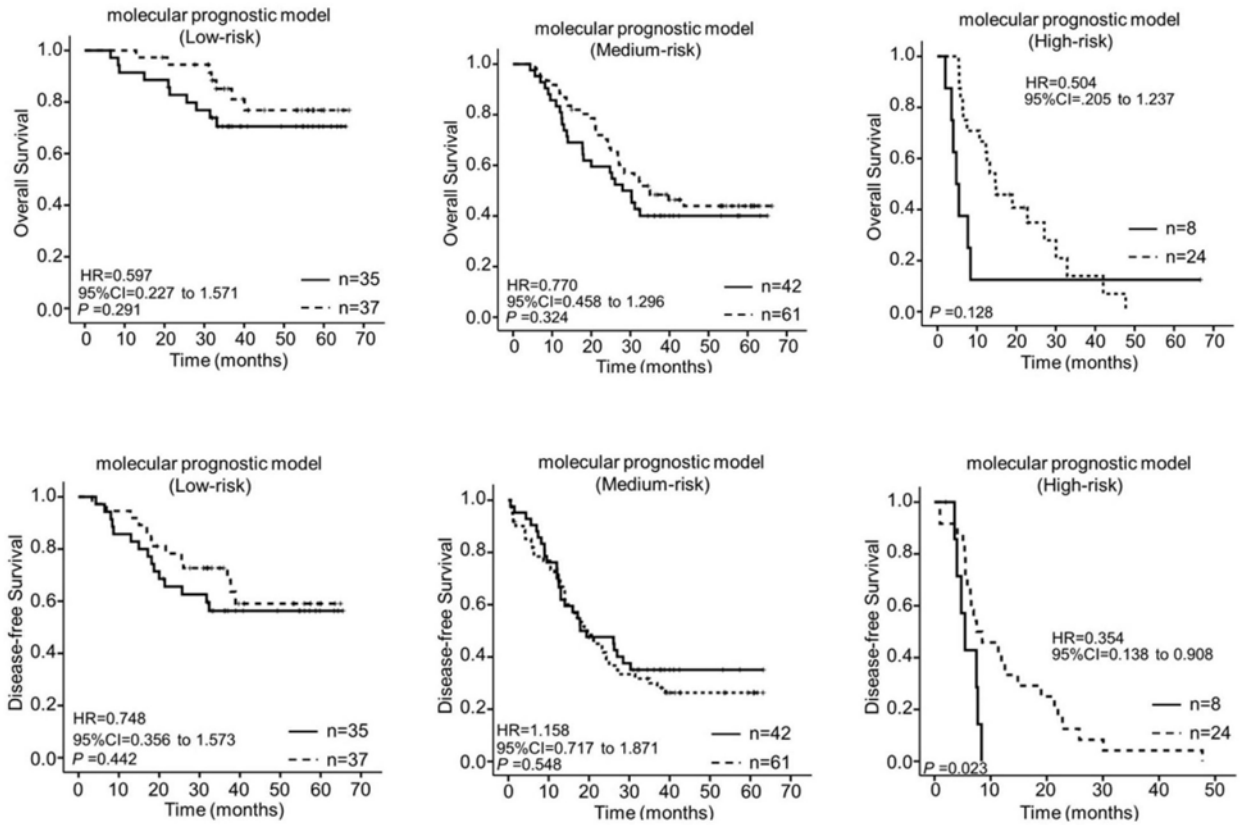 molecular prognostic model
(Low-risk)
Overall Survival
1.0
0.8
0.6
0.4
0.2
0.0
HR=0.597
95%CI=0.227 to 1.571
P =0.291
n=35
n=37
0 10 20 30 40 50 60 70
Time (months)
molecular prognostic model
(Medium-risk)
Overall Survival
1.0
0.8
0.6
0.4
0.2
0.0
HR=0.770
95%CI=0.458 to 1.296
P =0.324
n=42
n=61
0 10 20 30 40 50 60 70
Time (months)
molecular prognostic model
(High-risk)
Overall Survival
1.0
0.8
0.6
0.4
0.2
0.0
HR=0.504
95%CI=.205 to 1.237
n=8
n=24
P =0.128
0 10 20 30 40 50 60 70
Time (months)
molecular prognostic model
(Low-risk)
Disease-free Survival
1.0
0.8
0.6
0.4
0.2
0.0
HR=0.748
95%CI=0.356 to 1.573
P =0.442
n=35
n=37
0 10 20 30 40 50 60 70
Time (months)
molecular prognostic model
(Medium-risk)
Disease-free Survival
1.0
0.8
0.6
0.4
0.2
0.0
HR=1.158
95%CI=0.717 to 1.871
P =0.548
n=42
n=61
0 10 20 30 40 50 60 70
Time (months)
molecular prognostic model
(High-risk)
Disease-free Survival
1.0
0.8
0.6
0.4
0.2
0.0
HR=0.354
95%CI=0.138 to 0.908
n=8
n=24
P =0.023
0 10 20 30 40 50
Time (months)